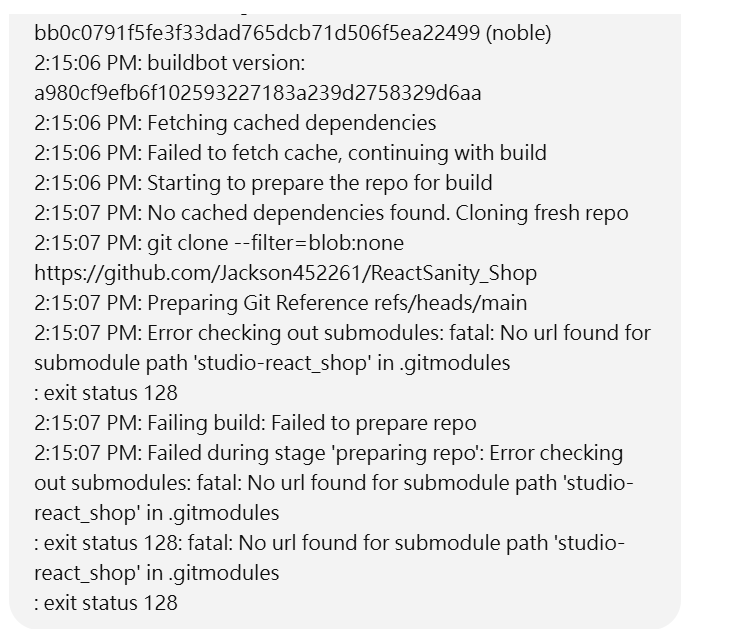 bb0c0791f5fe3f33dad765dcb71d506f5ea22499 (noble)
2:15:06 PM: buildbot version:
a980cf9efb6f102593227183a239d2758329d6aa
2:15:06 PM: Fetching cached dependencies
2:15:06 PM: Failed to fetch cache, continuing with build
2:15:06 PM: Starting to prepare the repo for build
2:15:07 PM: No cached dependencies found. Cloning fresh repo
2:15:07 PM: git clone --filter=blob:none
https://github.com/Jackson452261/ReactSanity_Shop
2:15:07 PM: Preparing Git Reference refs/heads/main
2:15:07 PM: Error checking out submodules: fatal: No url found for
submodule path 'studio-react_shop' in .gitmodules
: exit status 128
2:15:07 PM: Failing build: Failed to prepare repo
2:15:07 PM: Failed during stage 'preparing repo': Error checking
out submodules: fatal: No url found for submodule path 'studio-
react_shop' in .gitmodules
: exit status 128: fatal: No url found for submodule path 'studio-
react_shop' in .gitmodules
: exit status 128